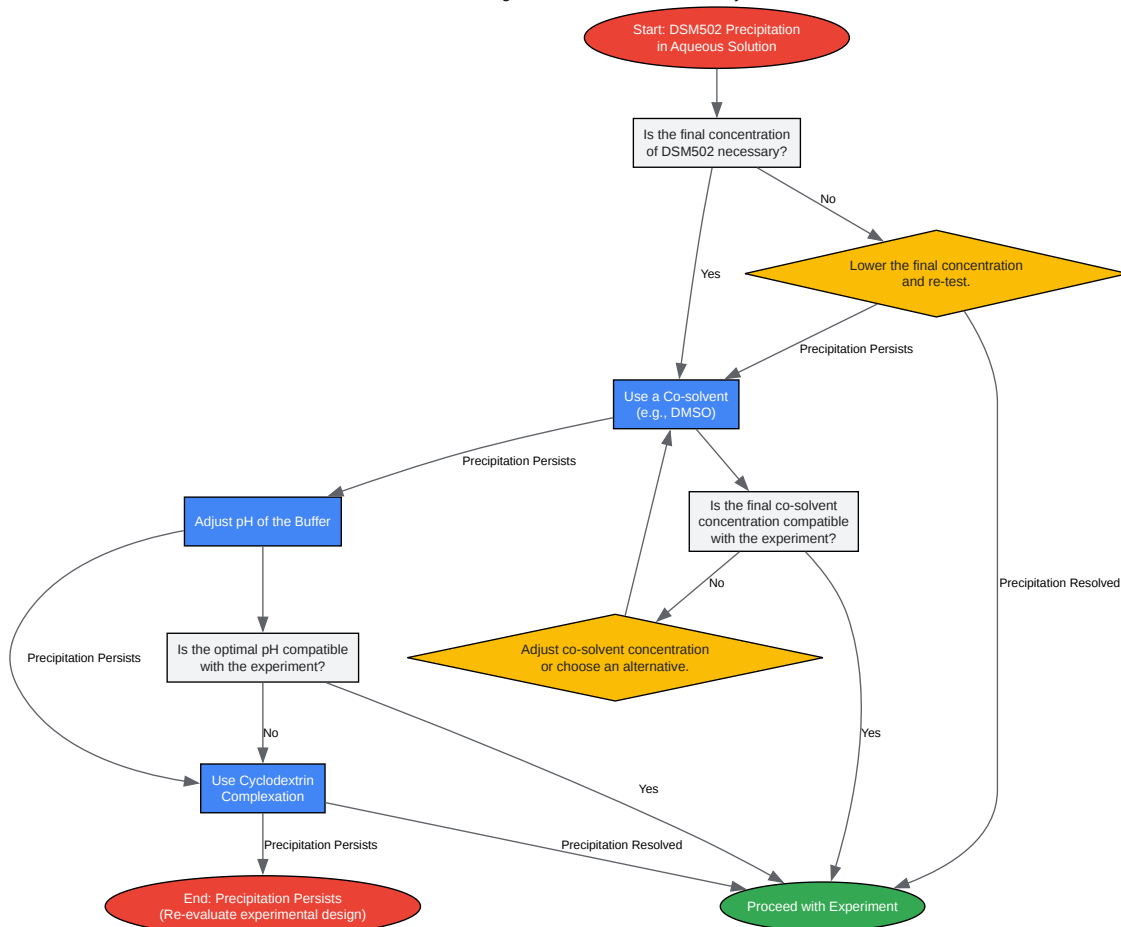 Start: DSM502 Precipitation
in Aqueous Solution
Is the final concentration
of DSM502 necessary?
No
Lower the final concentration
and re-test.
Yes
Precipitation Persists
Use a Co-solvent
(e.g., DMSO)
Precipitation Persists
Adjust pH of the Buffer
Is the final co-solvent
concentration compatible
with the experiment?
No
Precipitation Resolved
Is the optimal pH compatible
with the experiment?
Precipitation Persists
Adjust co-solvent concentration
or choose an alternative.
No
Yes
Use Cyclodextrin
Complexation
Yes
Precipitation Persists
Precipitation Resolved
End: Precipitation Persists
(Re-evaluate experimental design)
Proceed with Experiment